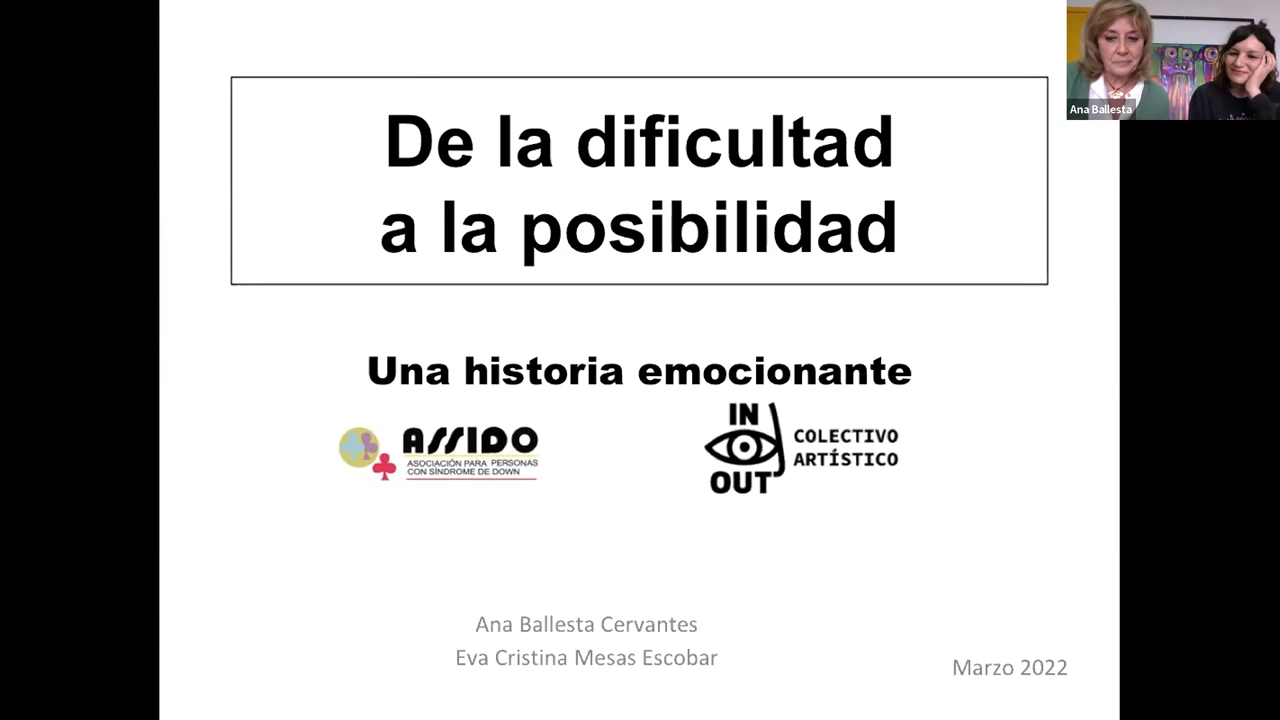 De la dificultad
a la posibilidad
Una historia emocionante
ASSIDO
ASOCIACIÓN PARA PERSONAS
CON SÍNDROME DE DOWN
IN
OUT
COLECTIVO
ARTÍSTICO
Ana Ballesta Cervantes
Eva Cristina Mesas Escobar
Marzo 2022
Ana Ballesta